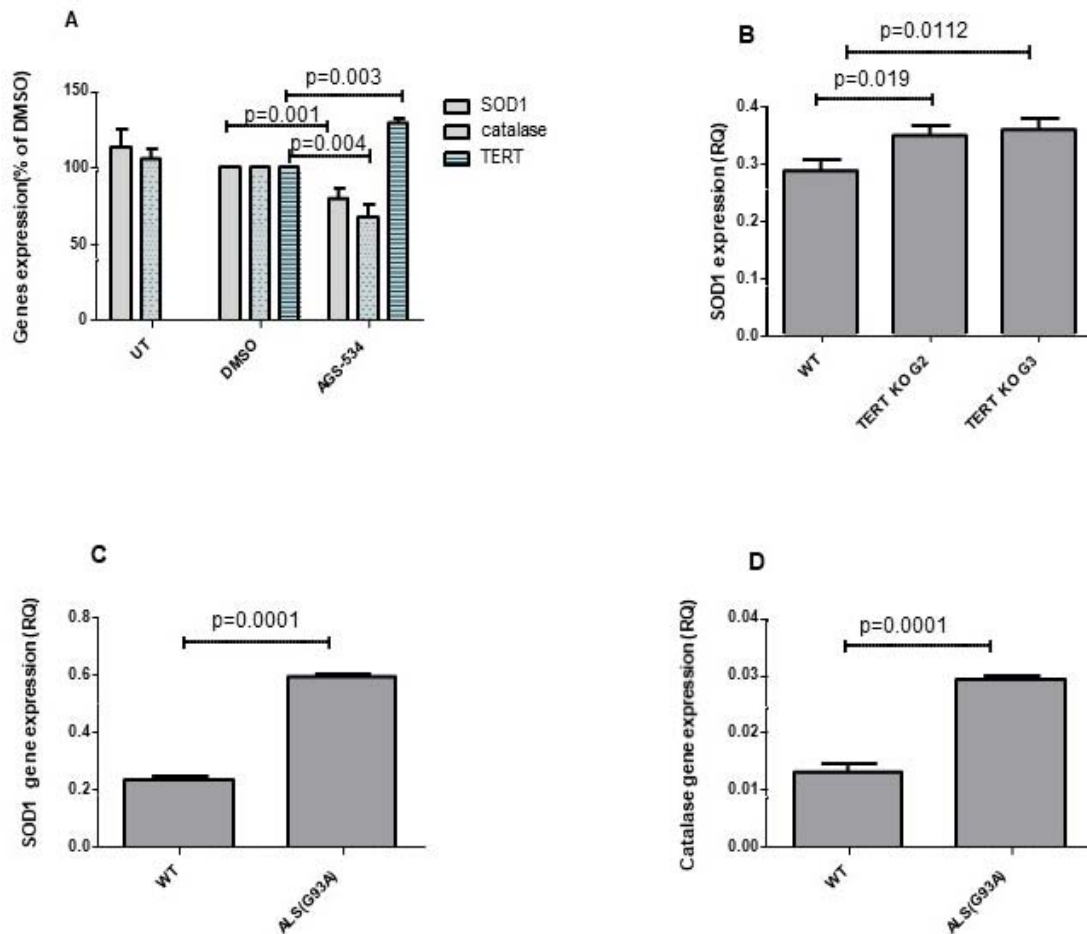 A
Genes expression(% of DMSO)
150
100
50
0
p=0.003
p=0.001
p=0.004
SOD1
catalase
TERT
UT
DMSO
AGS-534
B
SOD1 expression (RQ)
0.4
0.3
0.2
0.1
0.0
p=0.0112
p=0.019
WT
TERT KO G2
TERT KO G3
C
SOD1 gene expression (RQ)
0.8
0.6
0.4
0.2
0.0
p=0.0001
WT
ALS(G93A)
D
Catalase gene expression (RQ)
0.04
0.03
0.02
0.01
0.00
p=0.0001
WT
ALS(G93A)